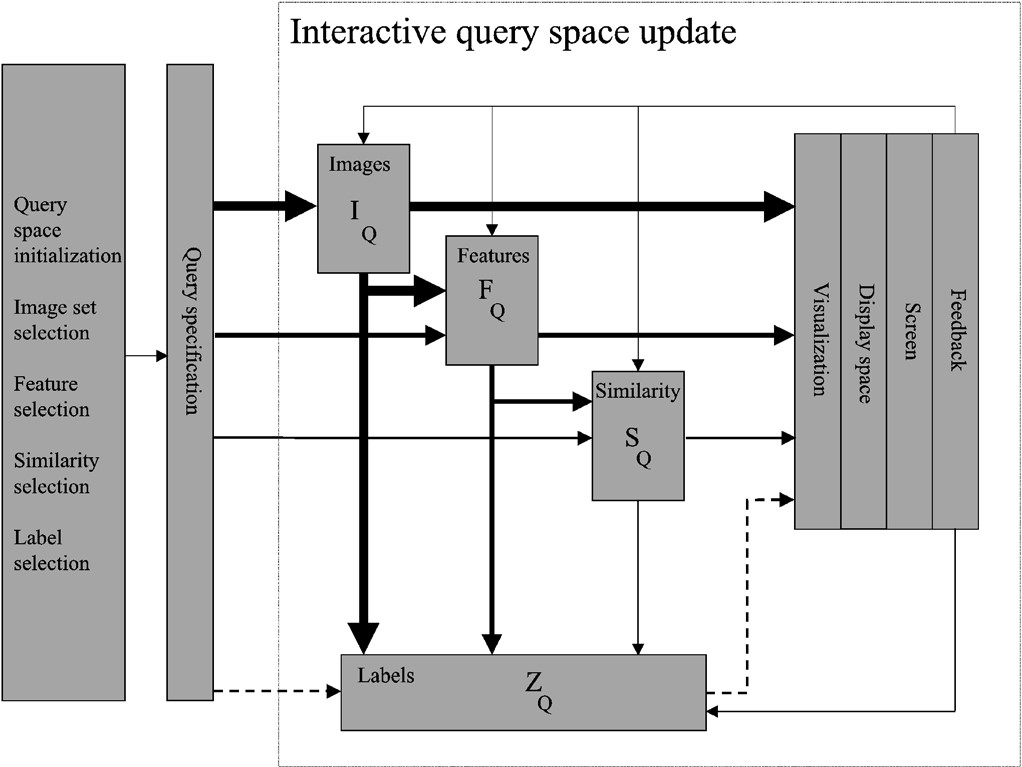 Interactive query space update
Query
space
initialization
Image set
selection
Feature
selection
Similarity
selection
Label
selection
Query specification
Images
I
Q
Features
F
Q
Similarity
S
Q
Labels
Z
Q
Visualization
Display space
Screen
Feedback